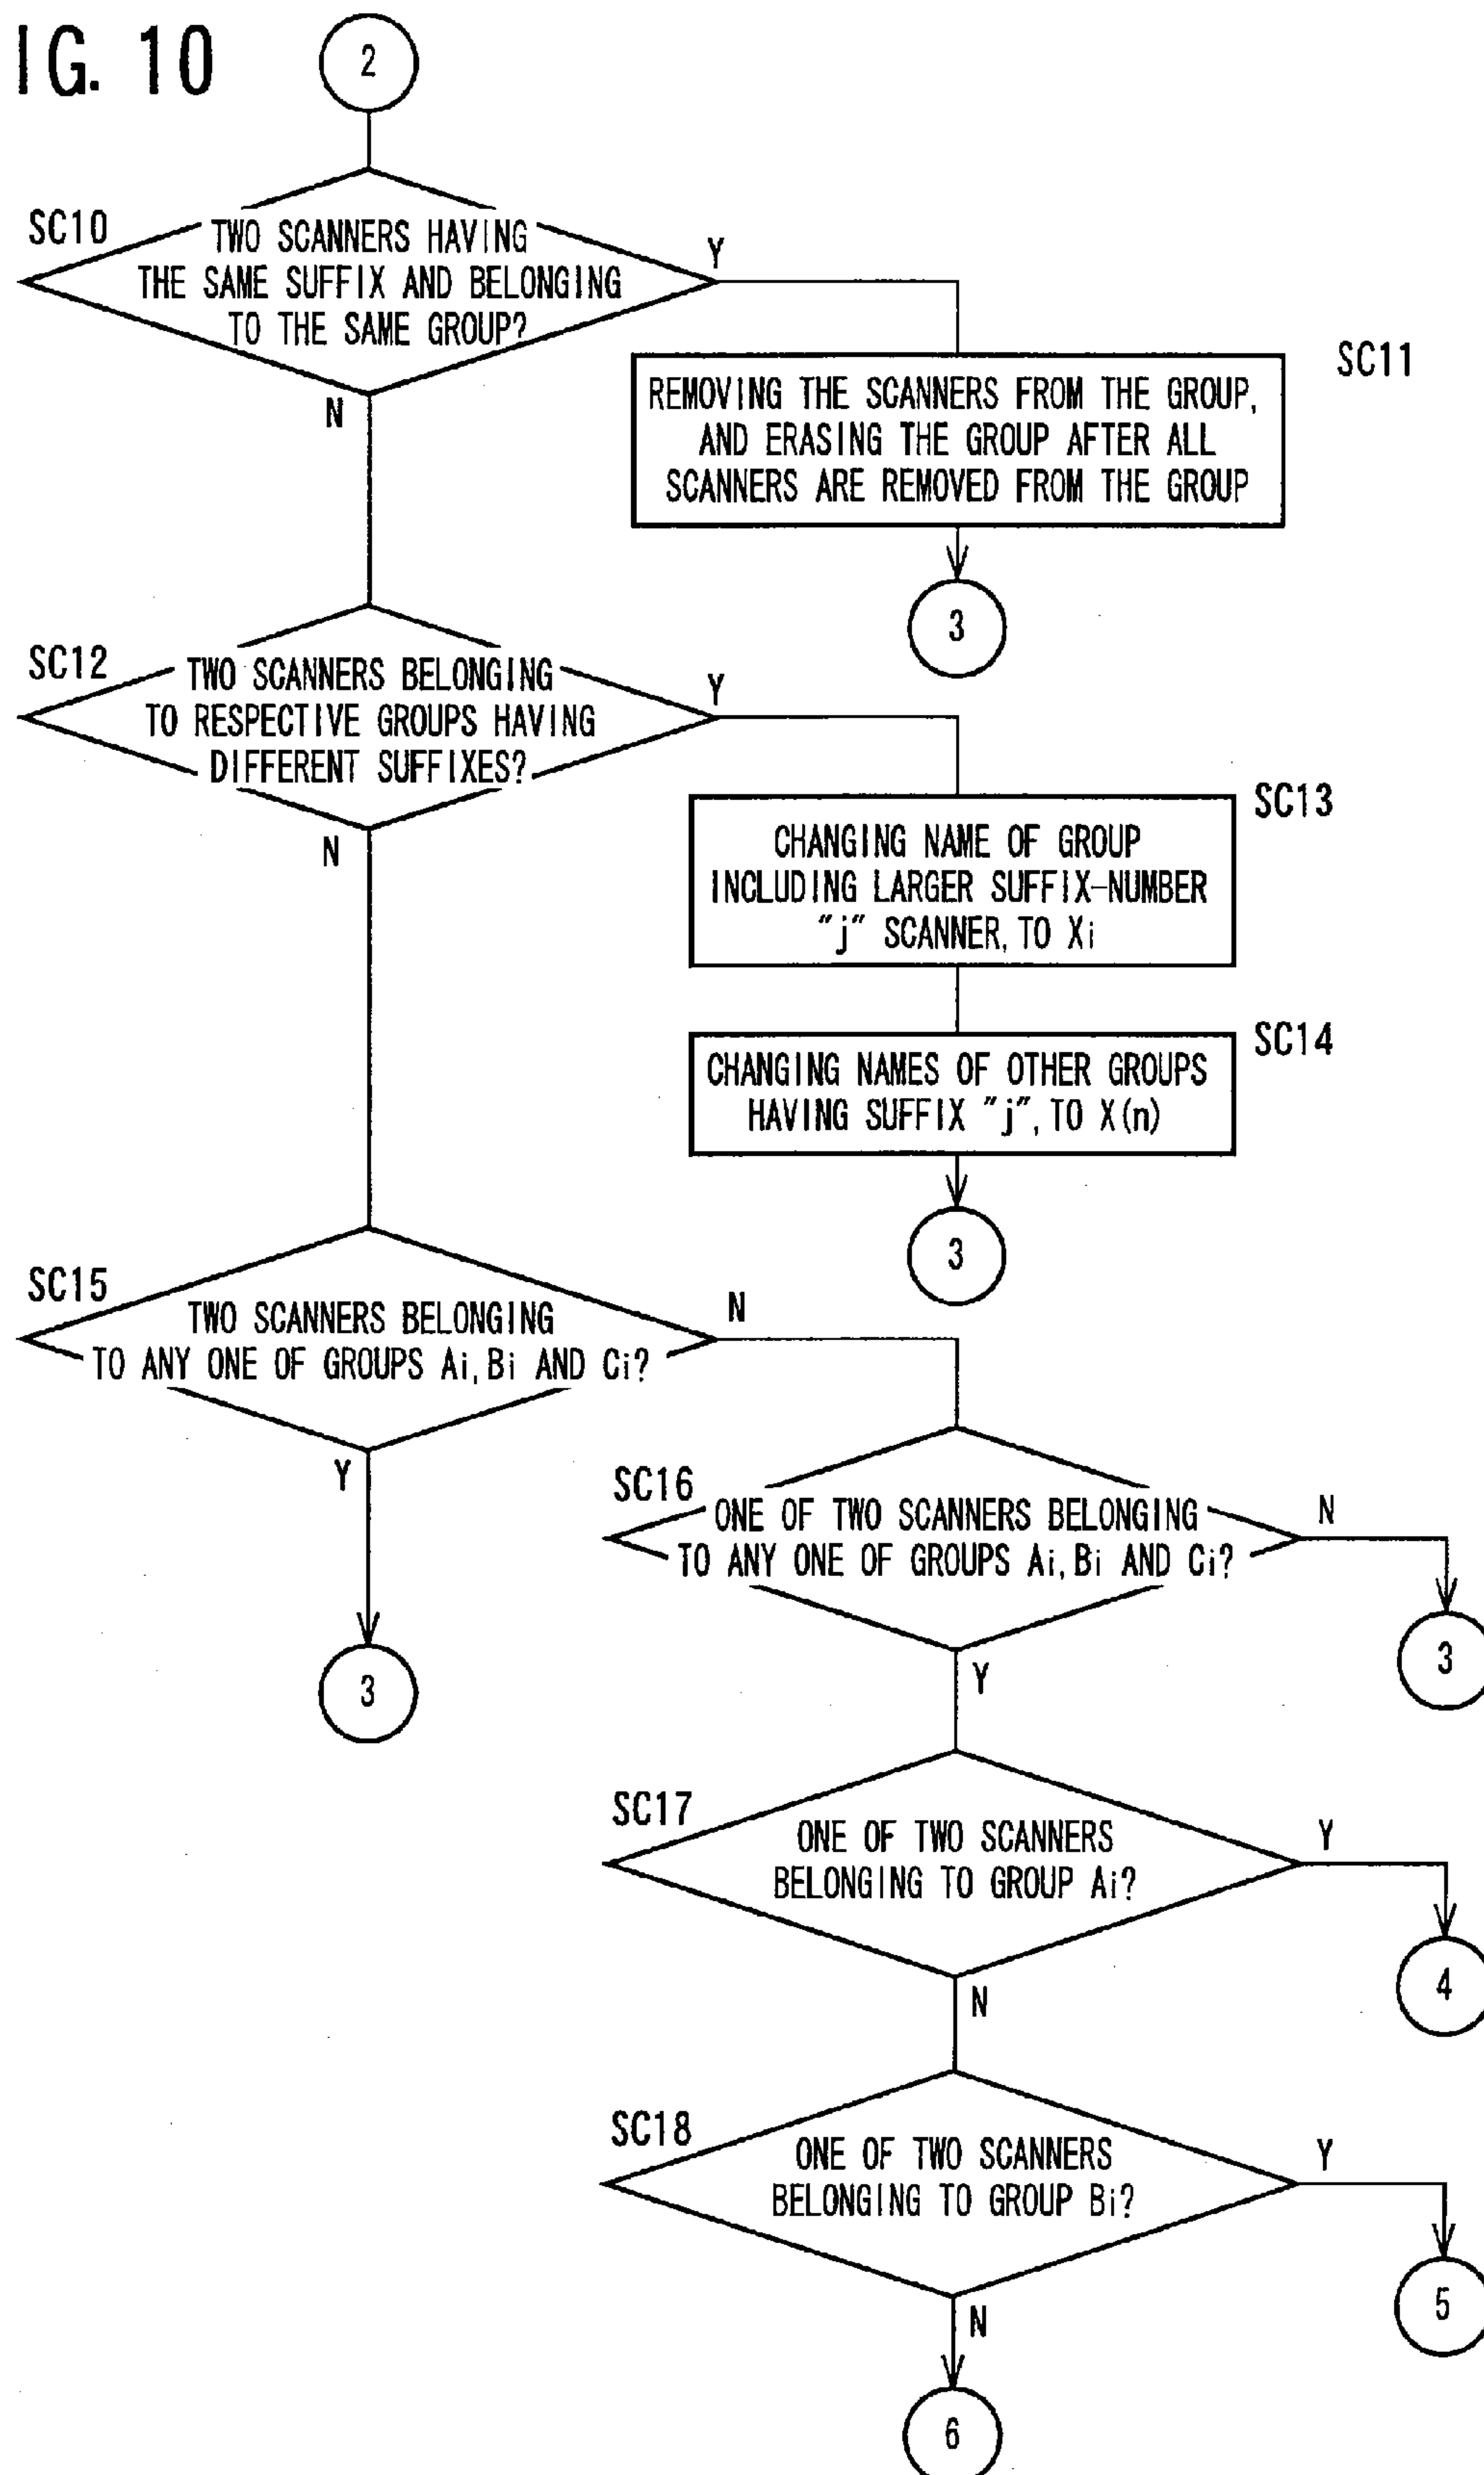 IG. 10
2
SC10
TWO SCANNERS HAVING
THE SAME SUFFIX AND BELONGING
TO THE SAME GROUP?
Y
N
SC11
REMOVING THE SCANNERS FROM THE GROUP,
AND ERASING THE GROUP AFTER ALL
SCANNERS ARE REMOVED FROM THE GROUP
3
SC12
TWO SCANNERS BELONGING
TO RESPECTIVE GROUPS HAVING
DIFFERENT SUFFIXES?
Y
N
SC13
CHANGING NAME OF GROUP
INCLUDING LARGER SUFFIX-NUMBER
"j" SCANNER, TO Xi
SC14
CHANGING NAMES OF OTHER GROUPS
HAVING SUFFIX "j", TO X(n)
3
SC15
TWO SCANNERS BELONGING
TO ANY ONE OF GROUPS Ai, Bi AND Ci?
N
Y
3
SC16
ONE OF TWO SCANNERS BELONGING
TO ANY ONE OF GROUPS Ai, Bi AND Ci?
N
3
Y
SC17
ONE OF TWO SCANNERS
BELONGING TO GROUP Ai?
Y
4
N
SC18
ONE OF TWO SCANNERS
BELONGING TO GROUP Bi?
Y
5
N
6